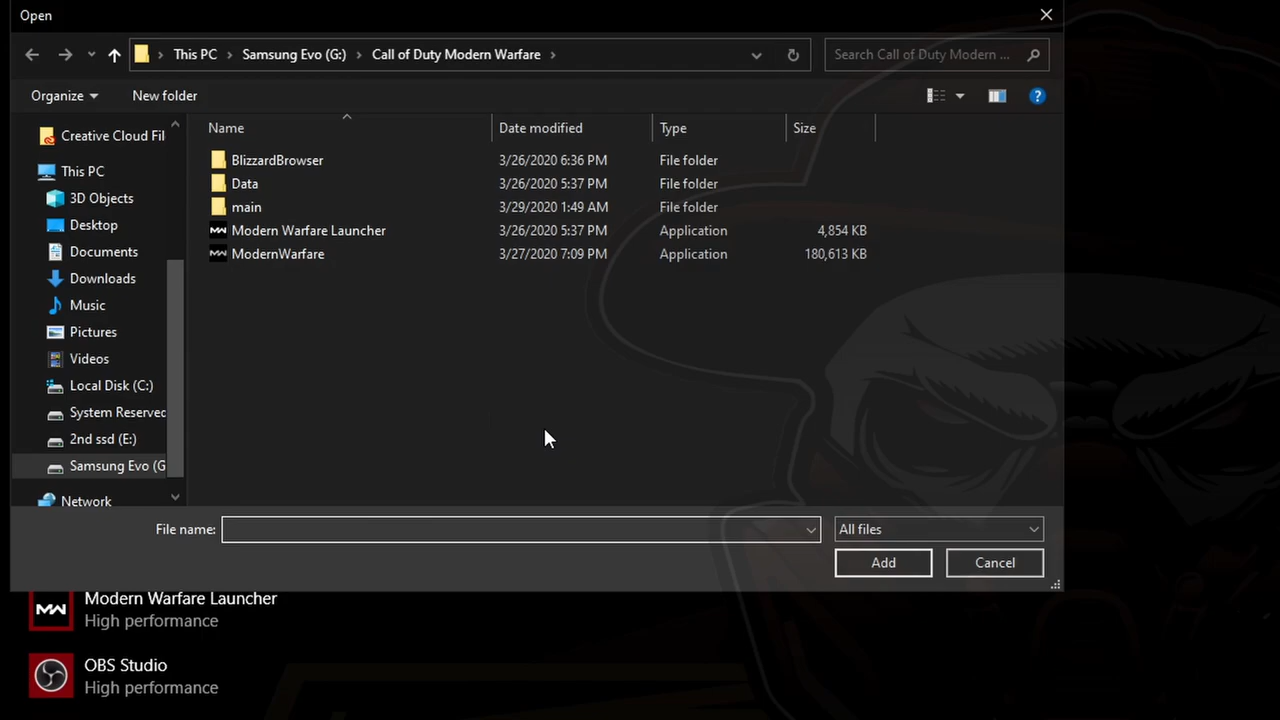 Open
This PC Samsung Evo (G:) Call of Duty Modern Warfare
Search Call of Duty Modern ...
Organize New folder
Name Date modified Type Size
Creative Cloud Fil
This PC
3D Objects
Desktop
Documents
Downloads
Music
Pictures
Videos
Local Disk (C:)
System Reserved
2nd ssd (E:)
Samsung Evo (G
Network
BlizzardBrowser 3/26/2020 6:36 PM File folder
Data 3/26/2020 5:37 PM File folder
main 3/29/2020 1:49 AM File folder
Modern Warfare Launcher 3/26/2020 5:37 PM Application 4,854 KB
ModernWarfare 3/27/2020 7:09 PM Application 180,613 KB
File name:
All files
Add Cancel
Modern Warfare Launcher
High performance
OBS Studio
High performance